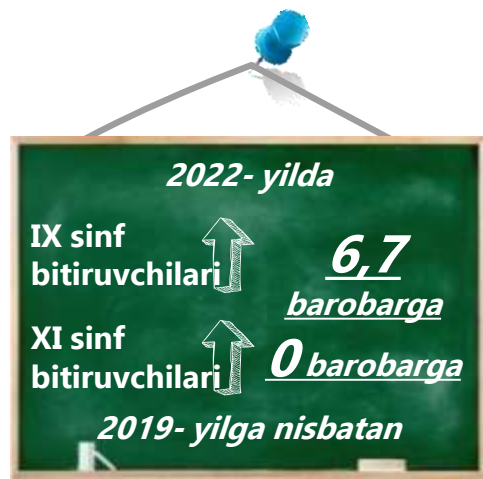 2022- yilda
IX sinf
bitiruvchilari
6,7
barobarga
XI sinf
bitiruvchilari
0 barobarga
2019- yilga nisbatan